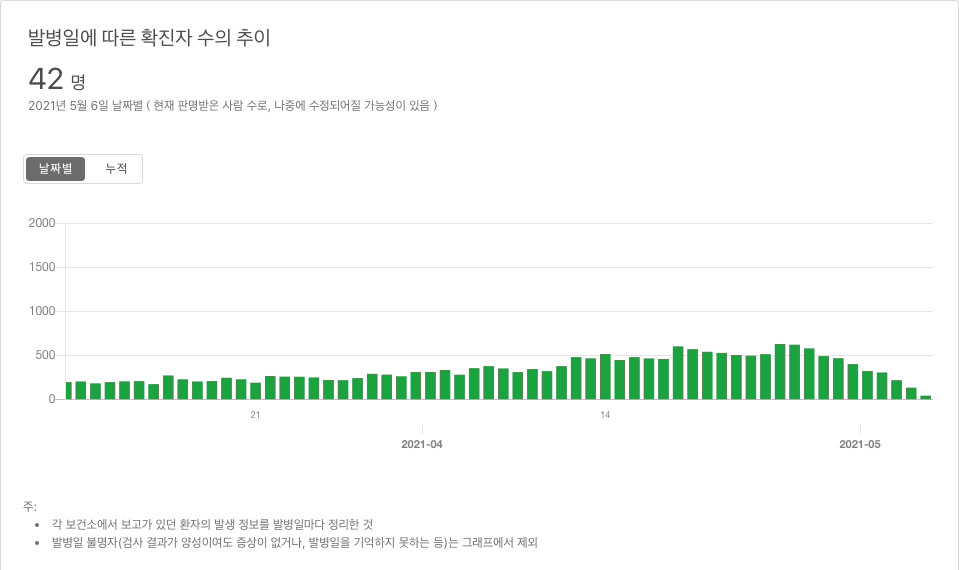 발병일에 따른 확진자 수의 추이
42 명
2021년 5월 6일 날짜별 ( 현재 판명받은 사람 수로, 나중에 수정되어질 가능성이 있음 )
날짜별 누적
2000
1500
1000
500
0
21 14
2021-04 2021-05
주:
• 각 보건소에서 보고가 있던 환자의 발생 정보를 발병일마다 정리한 것
• 발병일 불명자(검사 결과가 양성이여도 증상이 없거나, 발병일을 기억하지 못하는 등)는 그래프에서 제외